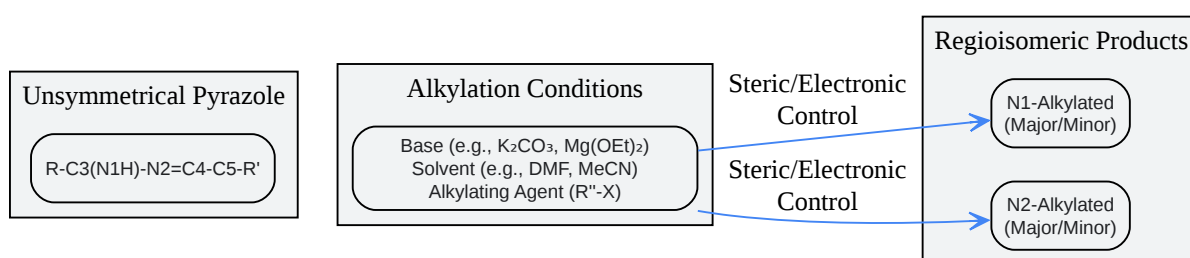 Unsymmetrical Pyrazole
R-C3(N1H)-N2=C4-C5-R'
Alkylation Conditions
Base (e.g., K₂CO₃, Mg(OEt)₂)
Solvent (e.g., DMF, MeCN)
Alkylating Agent (R''-X)
Steric/Electronic
Control
Steric/Electronic
Control
Regioisomeric Products
N1-Alkylated
(Major/Minor)
N2-Alkylated
(Major/Minor)